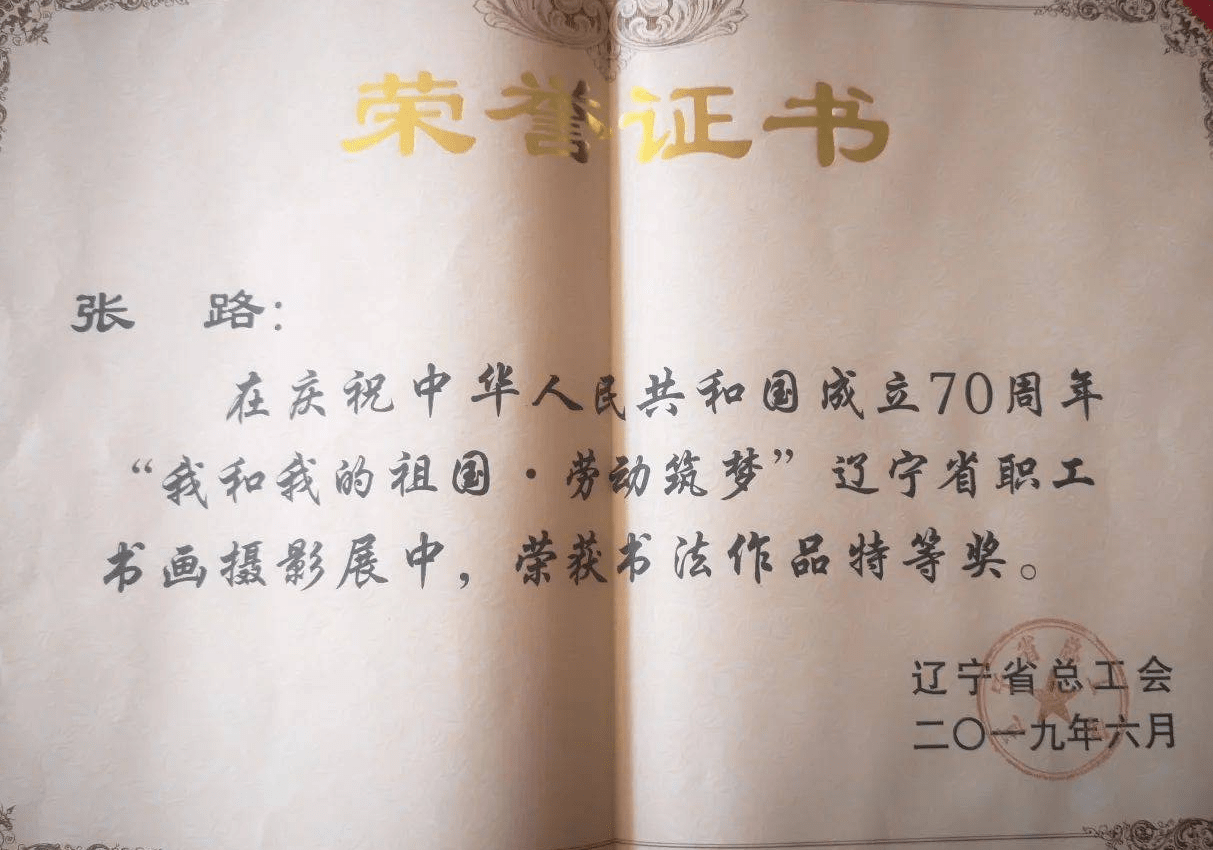 荣誉证书
张 路：
在庆祝中华人民共和国成立70周年
“我和我的祖国·劳动筑梦”辽宁省职工
书画摄影展中，荣获书法作品特等奖。
辽宁省总工会
二〇一九年六月